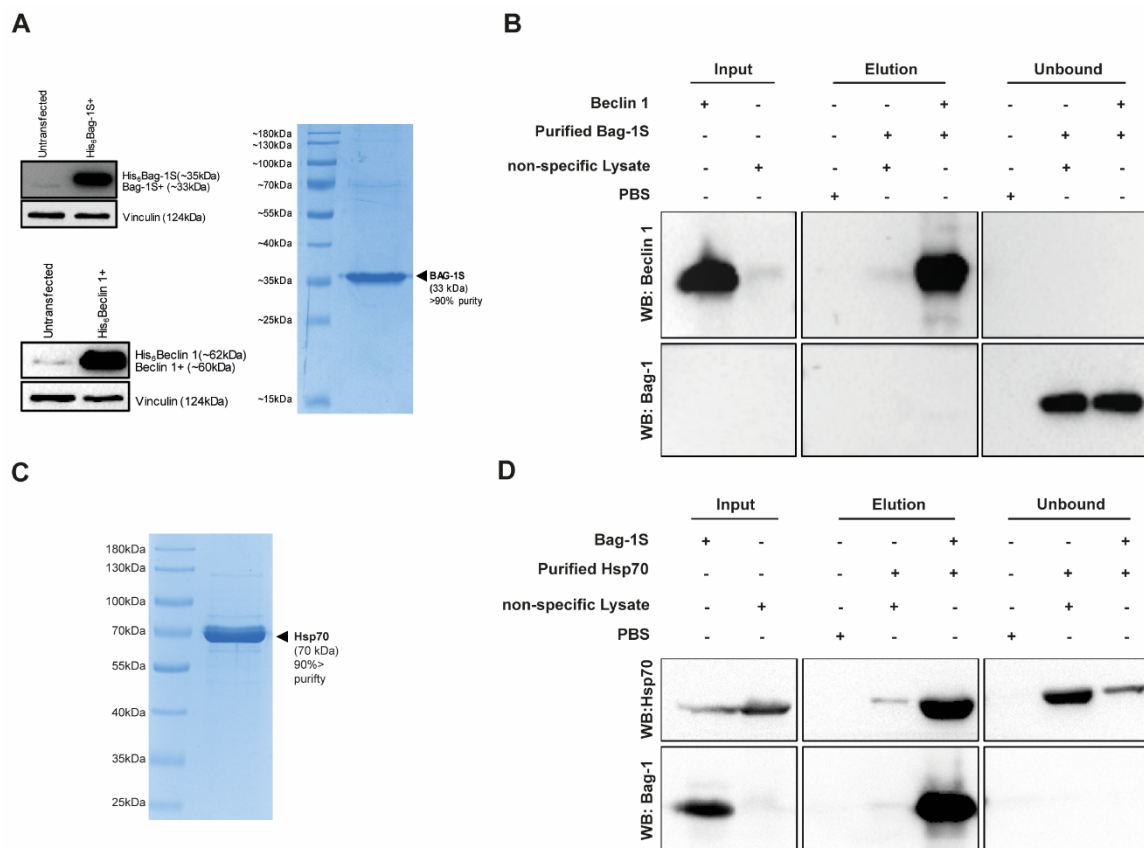 A
Untransfected
His₆Bag-1S+
His₆Bag-1S(~35kDa)
Bag-1S+ (~33kDa)
Vinculin (124kDa)
Untransfected
His₆Beclin 1+
His₆Beclin 1(~62kDa)
Beclin 1+ (~60kDa)
Vinculin (124kDa)
~180kDa
~130kDa
~100kDa
~70kDa
~55kDa
~40kDa
~35kDa
~25kDa
~15kDa
BAG-1S
(33 kDa)
>90% purity
B
Input Elution Unbound
Beclin 1 + - - - + - - +
Purified Bag-1S - - - + + - + +
non-specific Lysate - + - + - - + -
PBS - - + - - + - -
WB: Beclin 1
WB: Bag-1
C
180kDa
130kDa
100kDa
70kDa
55kDa
40kDa
35kDa
25kDa
Hsp70
(70 kDa)
90%>
purifty
D
Input Elution Unbound
Bag-1S + - - - + - - +
Purified Hsp70 - - - + + - + +
non-specific Lysate - + - + - - + -
PBS - - + - - + - -
WB:Hsp70
WB: Bag-1